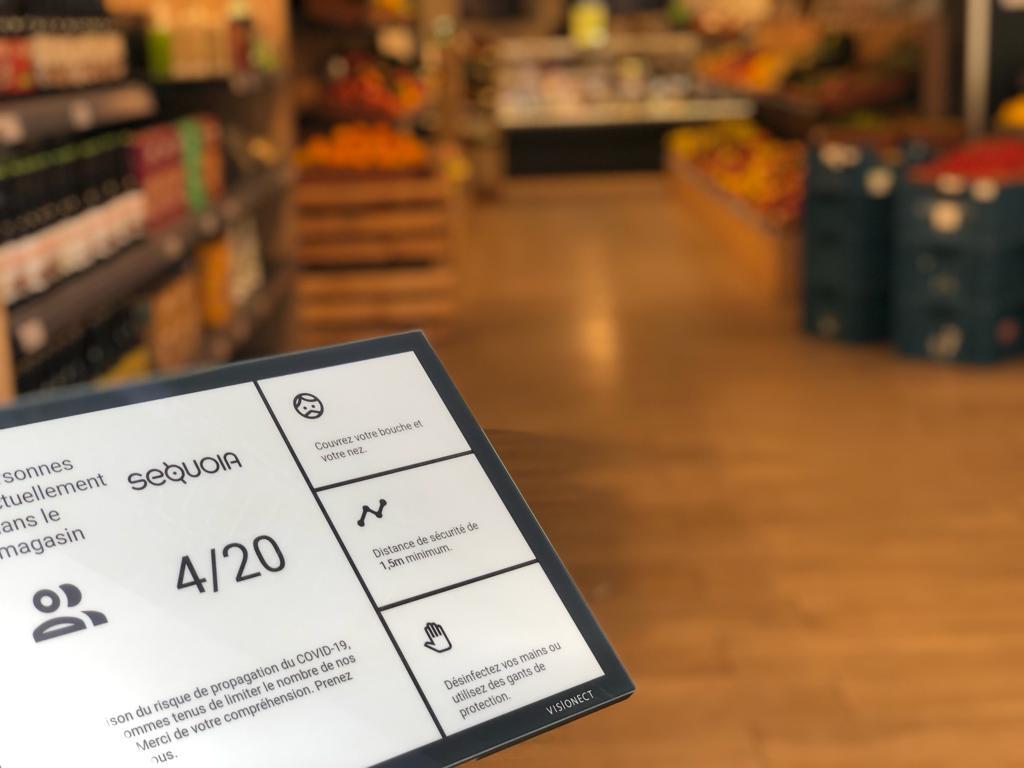 rsonnes
ctuellement
ans le
magasin
SEQUOIA
4/20
ison du risque de propagation du COVID-19,
ommes tenus de limiter le nombre de nos
Merci de votre compréhension. Prenez
ous.
Couvrez votre bouche et
votre nez.
Distance de sécurité de
1,5m minimum.
Désinfectez vos mains ou
utilisez des gants de
protection.
VISIONECT